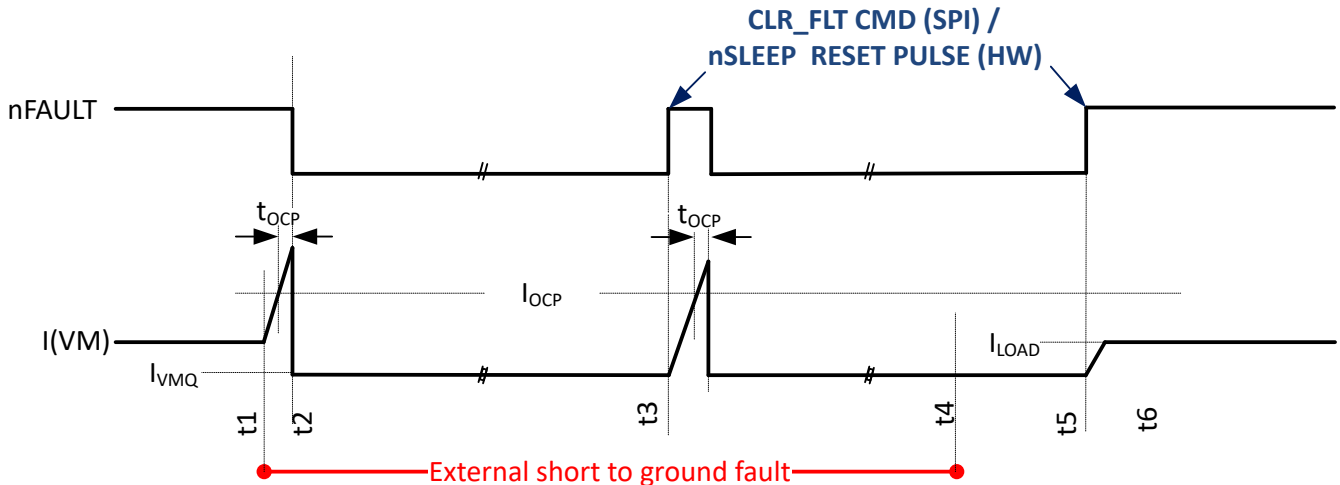 CLR_FLT CMD (SPI) /
nSLEEP RESET PULSE (HW)
nFAULT
tOCP
tOCP
IOCP
I(VM)
ILOAD
IVMQ
t1
t2
t3
t4
t5
t6
External short to ground fault